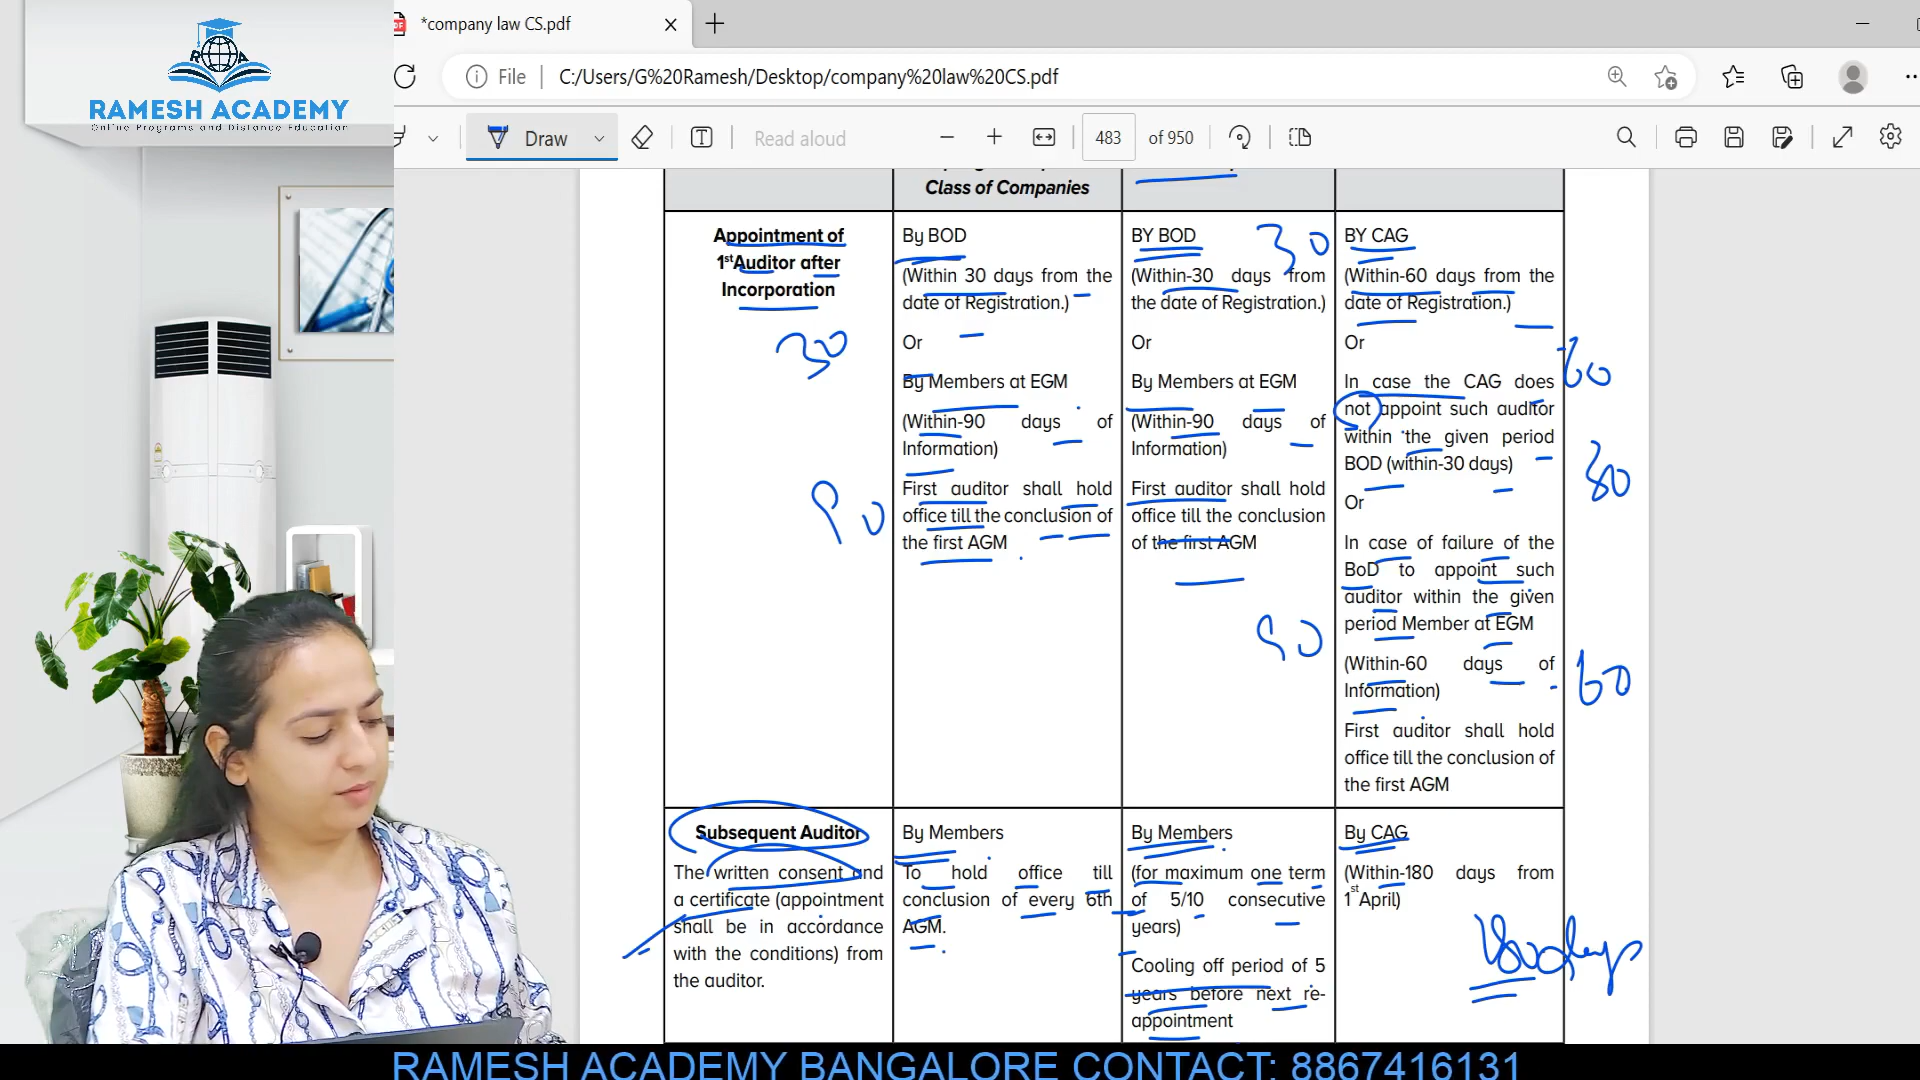 *company law CS.pdf
RAMESH ACADEMY
Online Programs and Distance Education
File C:/Users/G%20Ramesh/Desktop/company%20law%20CS.pdf
Draw
Read aloud
483 of 950
Class of Companies
Appointment of
1st Auditor after
Incorporation
30
90
By BOD
(Within 30 days from the
date of Registration.)
Or
By Members at EGM
(Within-90 days of
Information)
First auditor shall hold
office till the conclusion of
the first AGM
BY BOD
30
(Within-30 days from
the date of Registration.)
Or
By Members at EGM
(Within-90 days of
Information)
First auditor shall hold
office till the conclusion
of the first AGM
90
BY CAG
(Within-60 days from the
date of Registration.)
Or
In case the CAG does
not appoint such auditor
within the given period
BOD (within-30 days)
Or
In case of failure of the
BoD to appoint such
auditor within the given
period Member at EGM
(Within-60 days of
Information)
First auditor shall hold
office till the conclusion of
the first AGM
60
30
60
Subsequent Auditor
The written consent and
a certificate (appointment
shall be in accordance
with the conditions) from
the auditor.
By Members
To hold office till
conclusion of every 6th
AGM.
By Members
(for maximum one term
of 5/10 consecutive
years)
Cooling off period of 5
years before next re-
appointment
By CAG
(Within-180 days from
1st April)
180 days
RAMESH ACADEMY BANGALORE CONTACT: 8867416131